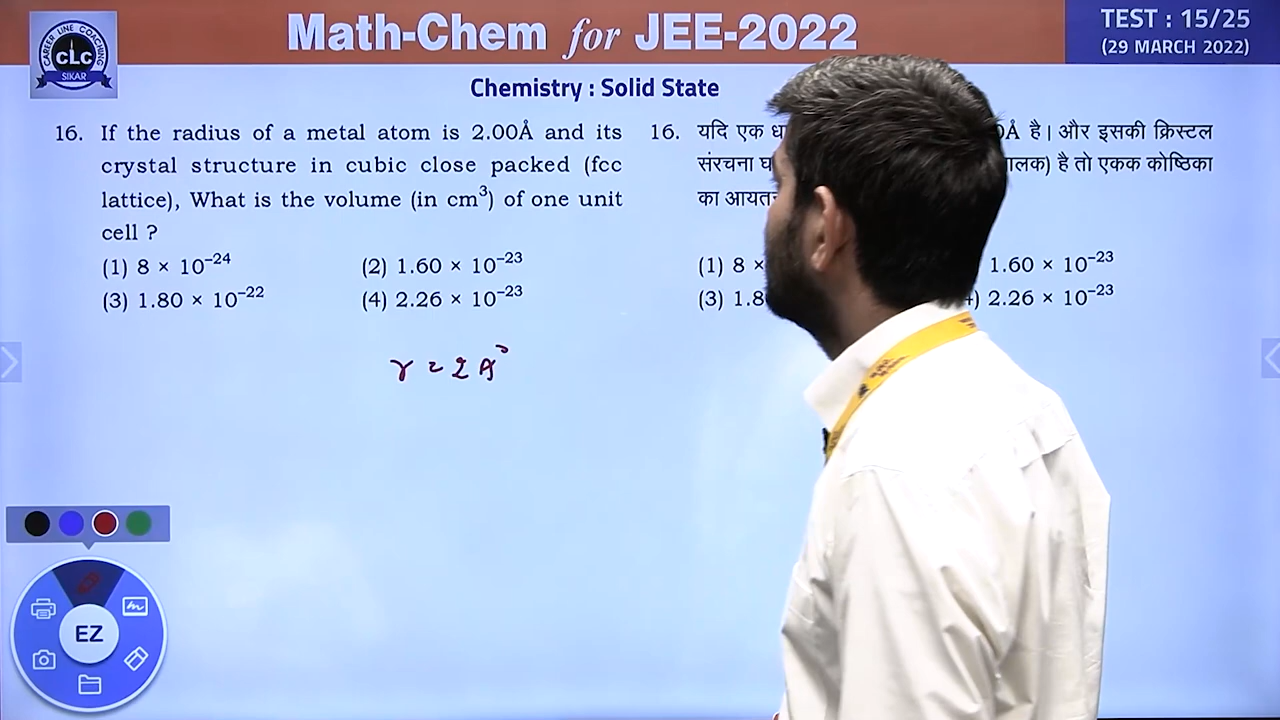 Math-Chem for JEE-2022
TEST : 15/25
(29 MARCH 2022)
CAREER LINE COACHING
CLC
SIKAR
Chemistry : Solid State
16. If the radius of a metal atom is 2.00Å and its
crystal structure in cubic close packed (fcc
lattice), What is the volume (in cm³) of one unit
cell ?
(1) 8 × 10⁻²⁴ (2) 1.60 × 10⁻²³
(3) 1.80 × 10⁻²² (4) 2.26 × 10⁻²³
16. यदि एक Å है। और इसकी क्रिस्टल
संरचना है तो एकक कोष्ठिका
का
(1) 8 × 1.60 × 10⁻²³
(3) 1.8 2.26 × 10⁻²³
r = 2 A°
EZ